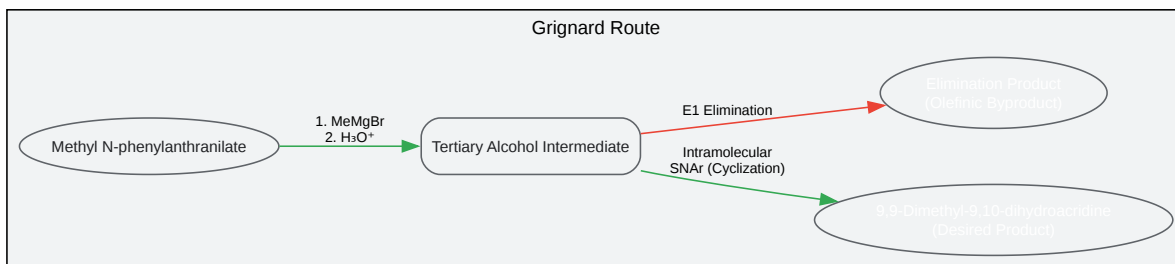 Grignard Route
Methyl N-phenylanthranilate
1. MeMgBr
2. H₃O⁺
Tertiary Alcohol Intermediate
E1 Elimination
Elimination Product
(Olefinic Byproduct)
Intramolecular
SNAr (Cyclization)
9,9-Dimethyl-9,10-dihydroacridine
(Desired Product)